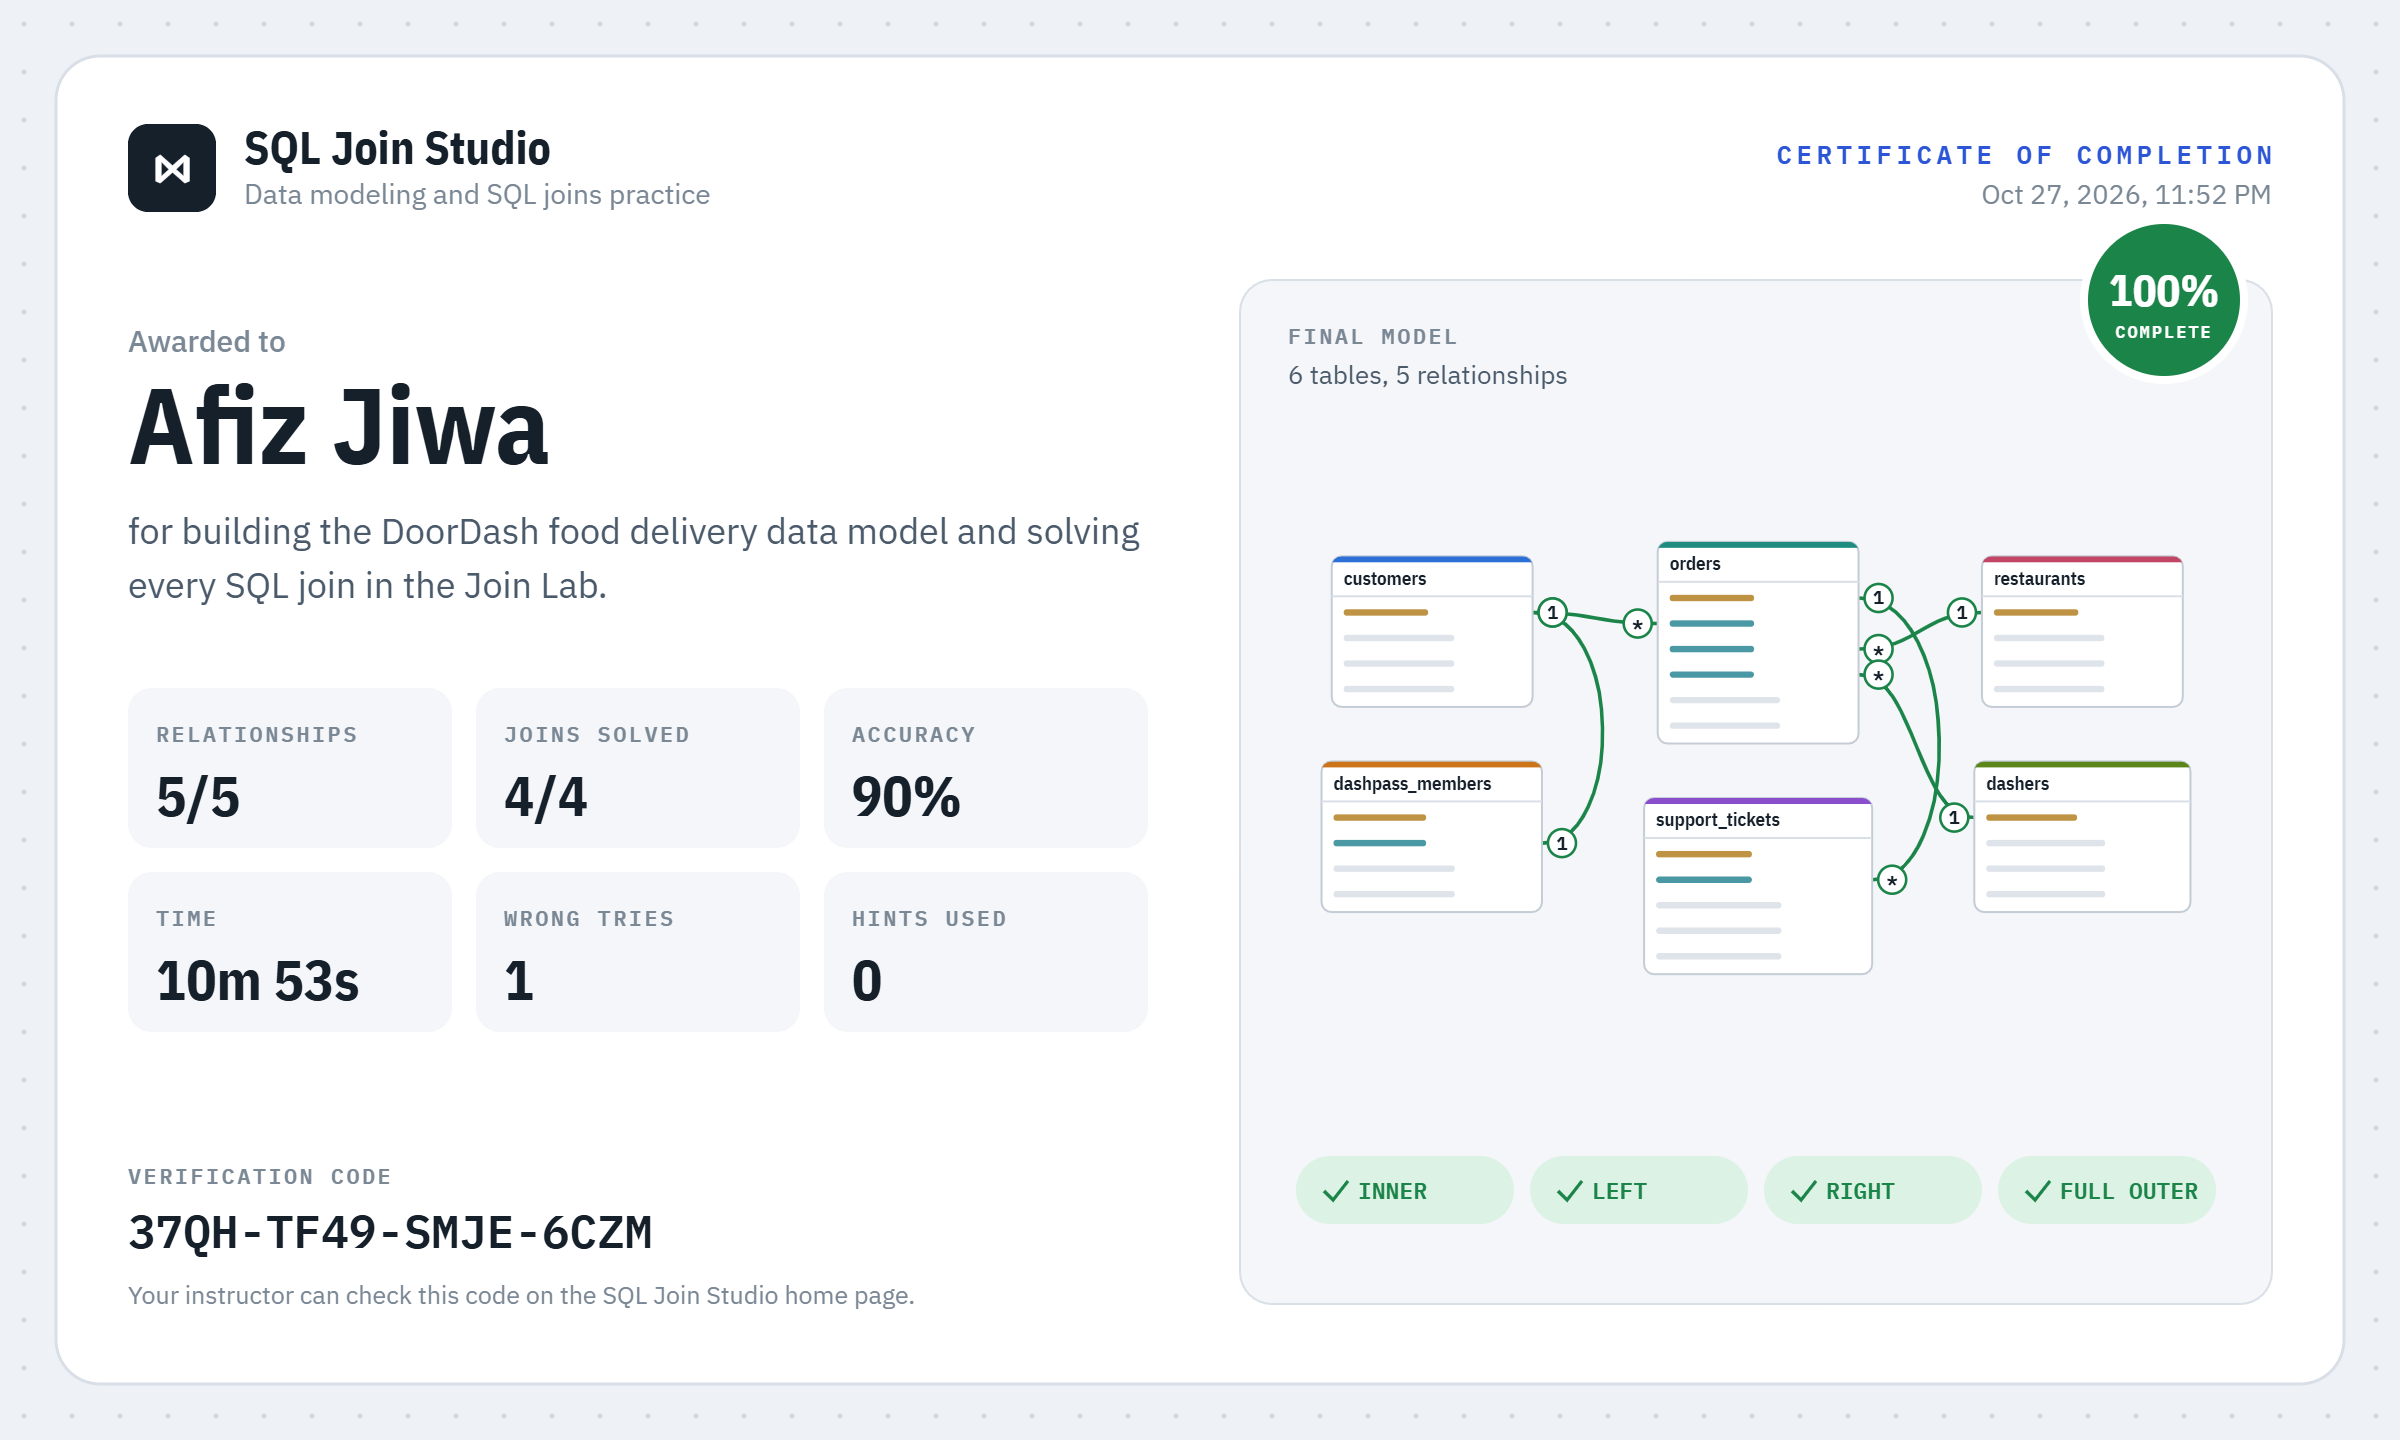 SQL Join Studio
Data modeling and SQL joins practice
CERTIFICATE OF COMPLETION
Oct 27, 2026, 11:52 PM
Awarded to
Afiz Jiwa
for building the DoorDash food delivery data model and solving
every SQL join in the Join Lab.
RELATIONSHIPS
5/5
JOINS SOLVED
4/4
ACCURACY
90%
TIME
10m 53s
WRONG TRIES
1
HINTS USED
0
VERIFICATION CODE
37QH-TF49-SMJE-6CZM
Your instructor can check this code on the SQL Join Studio home page.
100%
COMPLETE
FINAL MODEL
6 tables, 5 relationships
customers
1
*
orders
1
*
*
restaurants
1
dashpass_members
1
support_tickets
*
dashers
1
INNER
LEFT
RIGHT
FULL OUTER